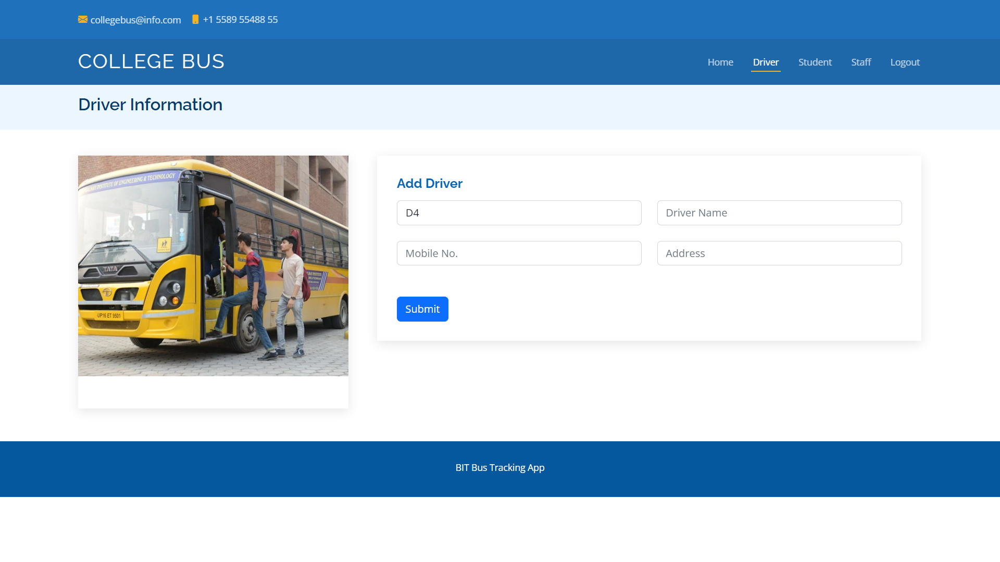 collegebus@info.com +1 5589 55488 55
COLLEGE BUS
Home Driver Student Staff Logout
Driver Information
INSTITUTE OF ENGINEERING & TECHNOLOGY
TATA
UP16 ET 9501
Add Driver
D4
Driver Name
Mobile No.
Address
Submit
BIT Bus Tracking App